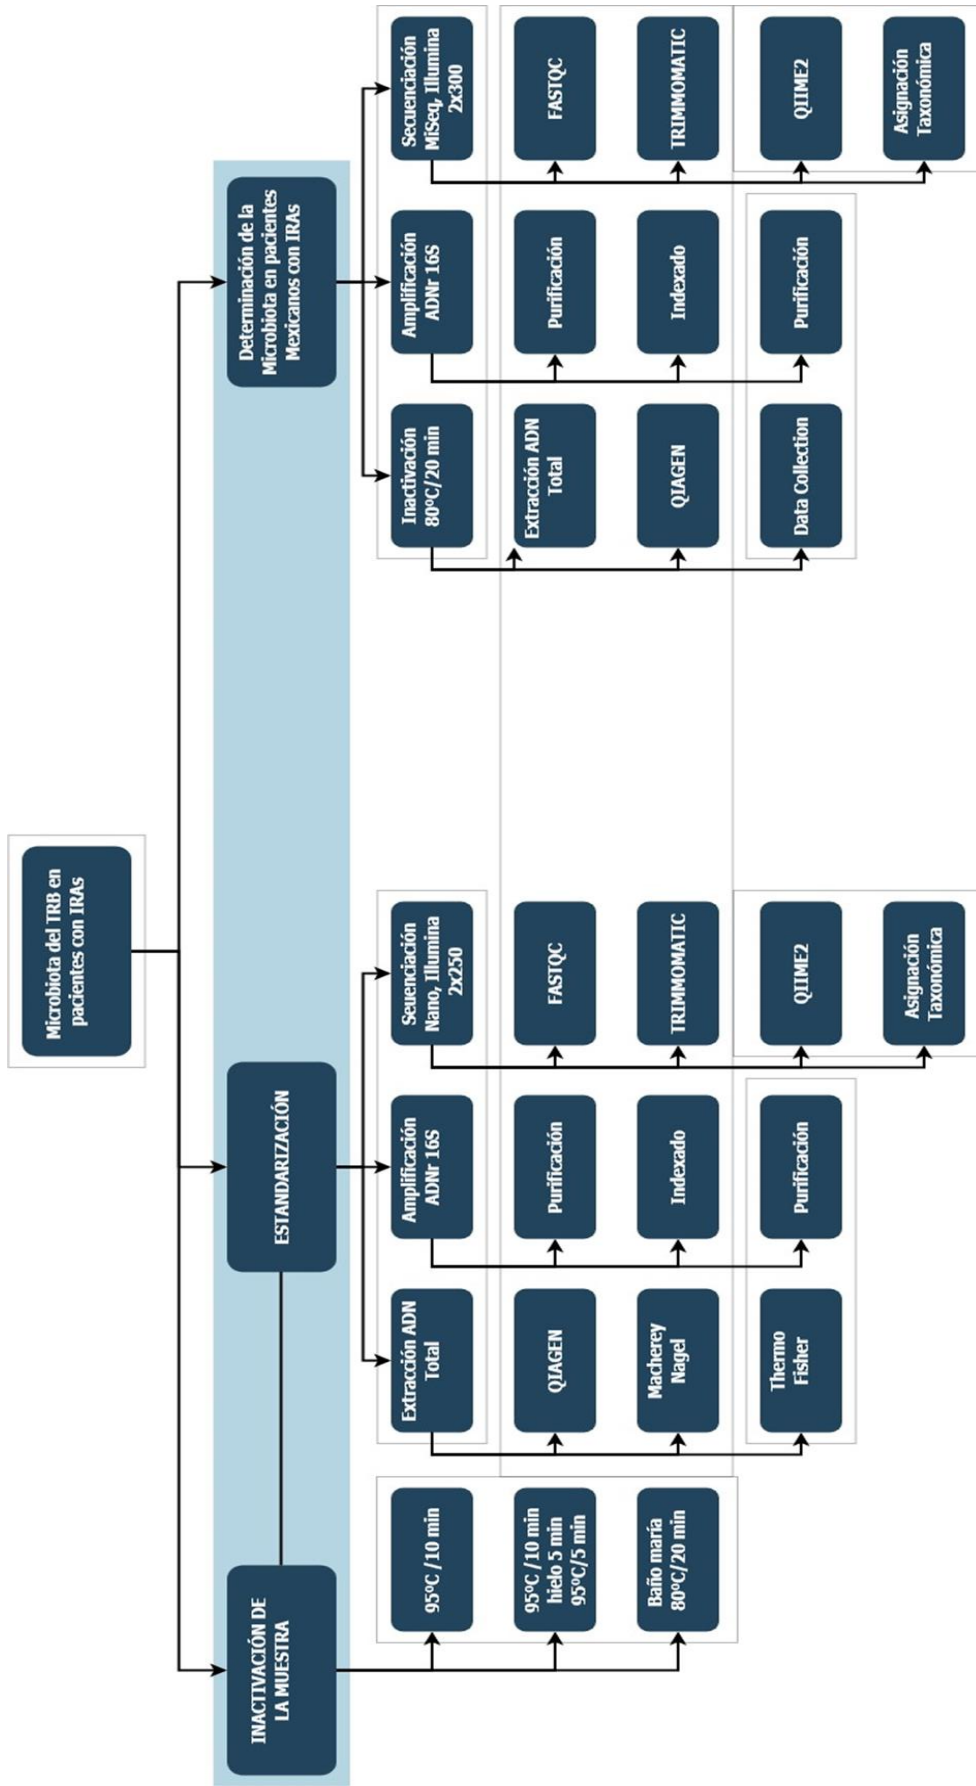 Microbiota del TRB en
pacientes con IRAs
INACTIVACIÓN DE
LA MUESTRA
ESTANDARIZACIÓN
Determinación de la
Microbiota en pacientes
Mexicanos con IRAs
95ºC /10 min
95ºC /10 min
hielo 5 min
95ºC/5 min
Baño maría
80ºC/20 min
Extracción ADN
Total
QIAGEN
Macherey
Nagel
Thermo
Fisher
Amplificación
ADNr 16S
Purificación
Indexado
Purificación
Seuenciación
Nano, Illumina
2x250
FASTQC
TRIMMOMATIC
QIIME2
Asignación
Taxonómica
Inactivación
80ºC/20 min
Extracción ADN
Total
QIAGEN
Data Collection
Amplificación
ADNr 16S
Purificación
Indexado
Purificación
Secuenciación
MiSeq, Illumina
2x300
FASTQC
TRIMMOMATIC
QIIME2
Asignación
Taxonómica